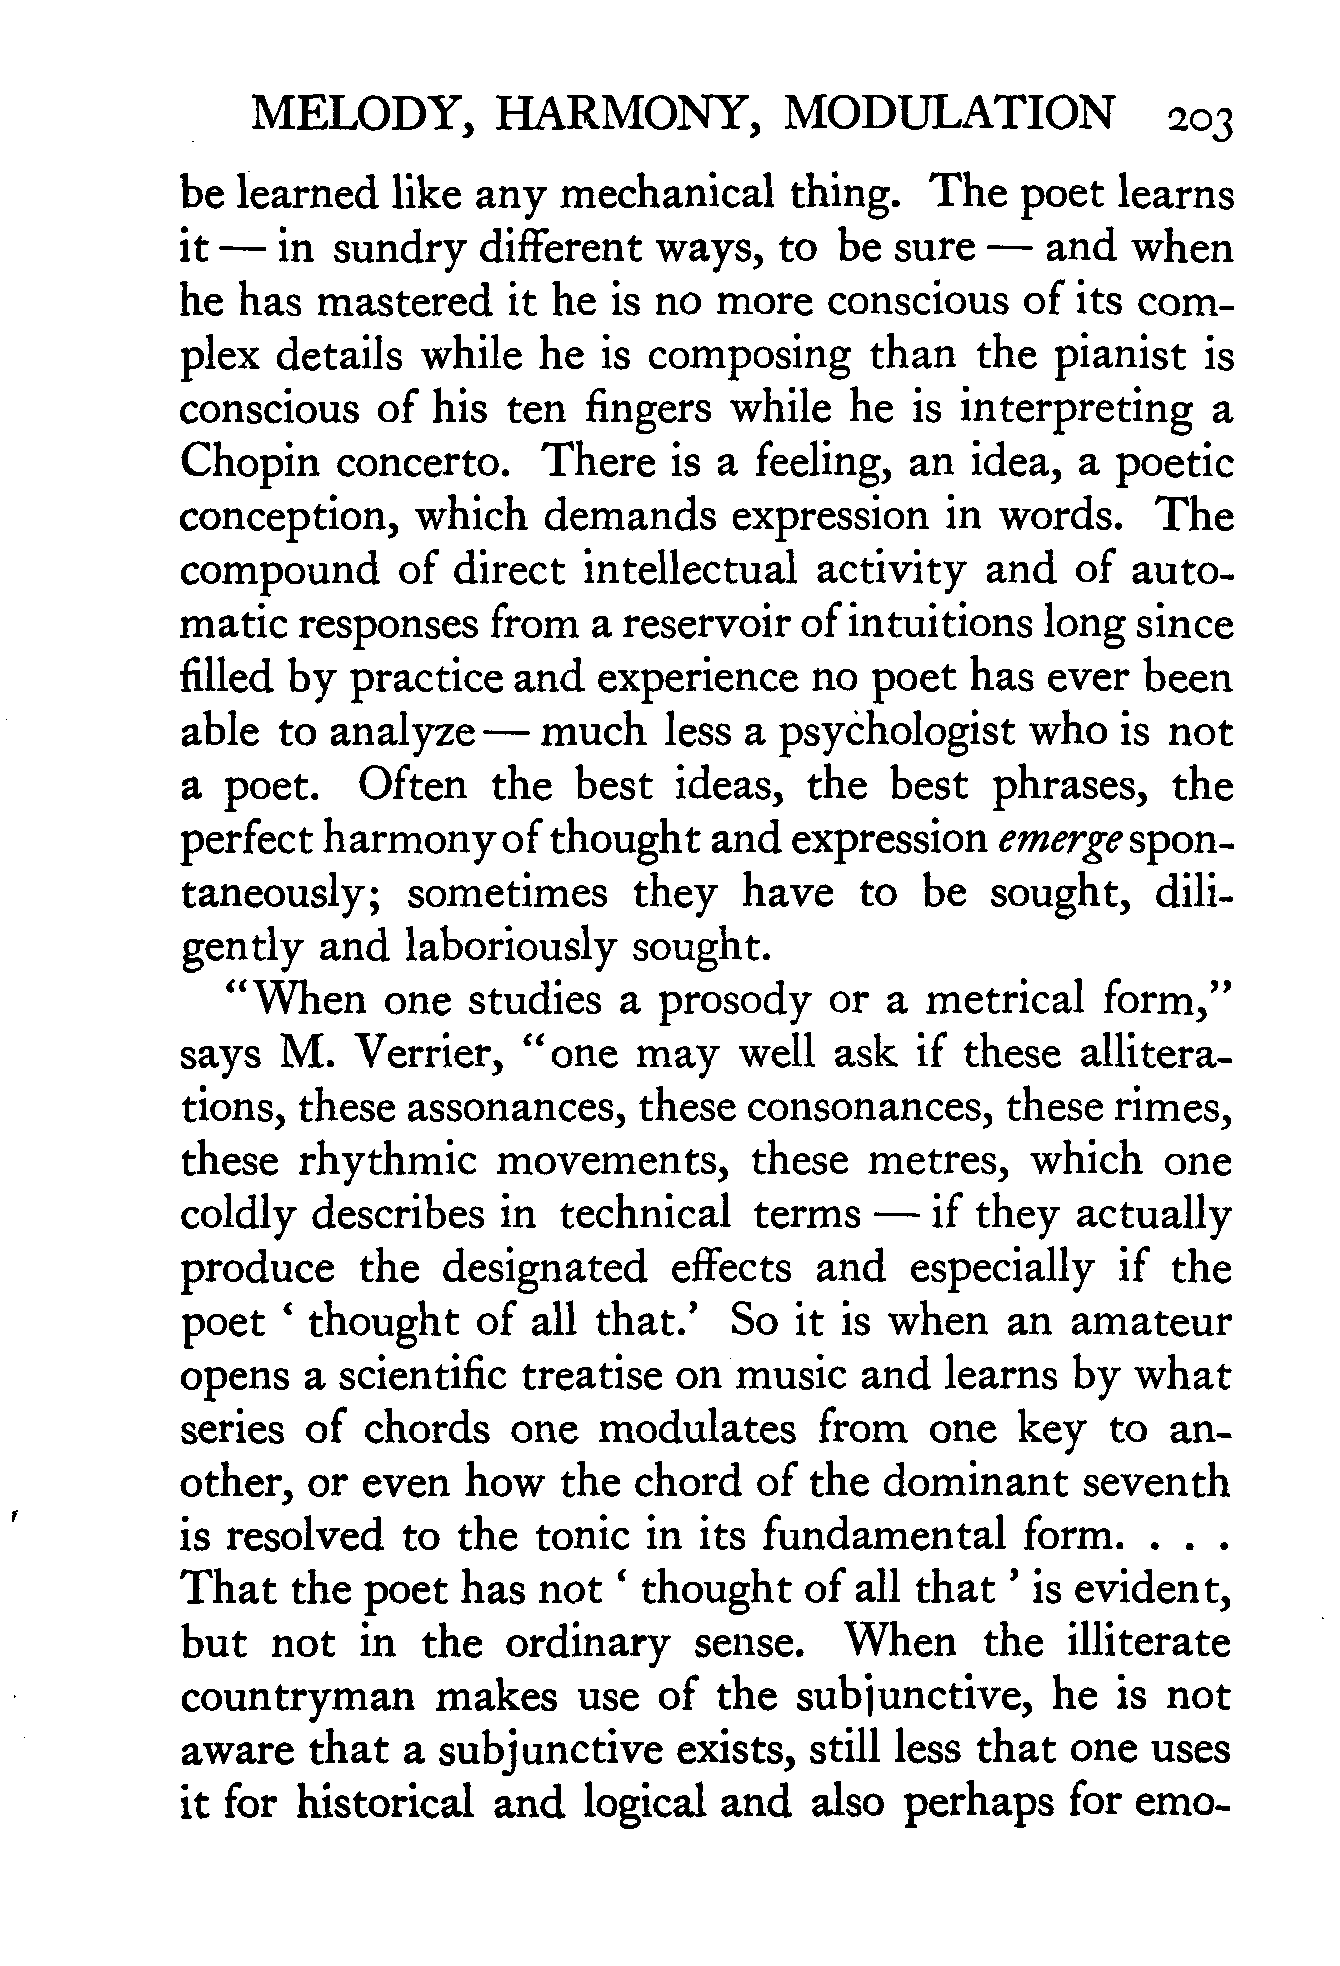 MELODY, HARMONY, MODULATION 203
be learned like any mechanical thing. The poet learns
it — in sundry different ways, to be sure — and when
he has mastered it he is no more conscious of its com-
plex details while he is composing than the pianist is
conscious of his ten fingers while he is interpreting a
Chopin concerto. There is a feeling, an idea, a poetic
conception, which demands expression in words. The
compound of direct intellectual activity and of auto-
matic responses from a reservoir of intuitions long since
filled by practice and experience no poet has ever been
able to analyze — much less a psychologist who is not
a poet. Often the best ideas, the best phrases, the
perfect harmony of thought and expression emerge spon-
taneously; sometimes they have to be sought, dili-
gently and laboriously sought.
“When one studies a prosody or a metrical form,”
says M. Verrier, “one may well ask if these allitera-
tions, these assonances, these consonances, these rimes,
these rhythmic movements, these metres, which one
coldly describes in technical terms — if they actually
produce the designated effects and especially if the
poet ‘ thought of all that.’ So it is when an amateur
opens a scientific treatise on music and learns by what
series of chords one modulates from one key to an-
other, or even how the chord of the dominant seventh
is resolved to the tonic in its fundamental form. . . .
That the poet has not ‘ thought of all that ’ is evident,
but not in the ordinary sense. When the illiterate
countryman makes use of the subjunctive, he is not
aware that a subjunctive exists, still less that one uses
it for historical and logical and also perhaps for emo-